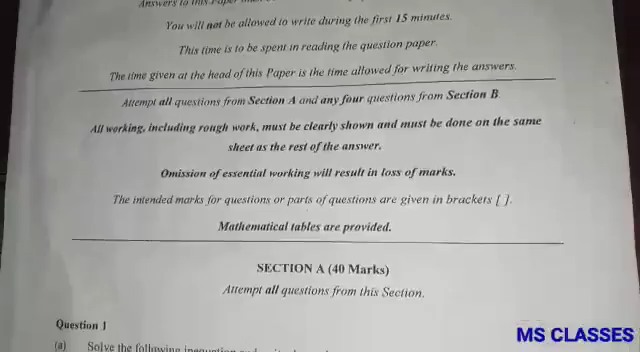 Answers to this Paper
You will not be allowed to write during the first 15 minutes.
This time is to be spent in reading the question paper.
The time given at the head of this Paper is the time allowed for writing the answers.
Attempt all questions from Section A and any four questions from Section B.
All working, including rough work, must be clearly shown and must be done on the same
sheet as the rest of the answer.
Omission of essential working will result in loss of marks.
The intended marks for questions or parts of questions are given in brackets [ ].
Mathematical tables are provided.
SECTION A (40 Marks)
Attempt all questions from this Section.
Question 1
(a) Solve the following inequation
MS CLASSES